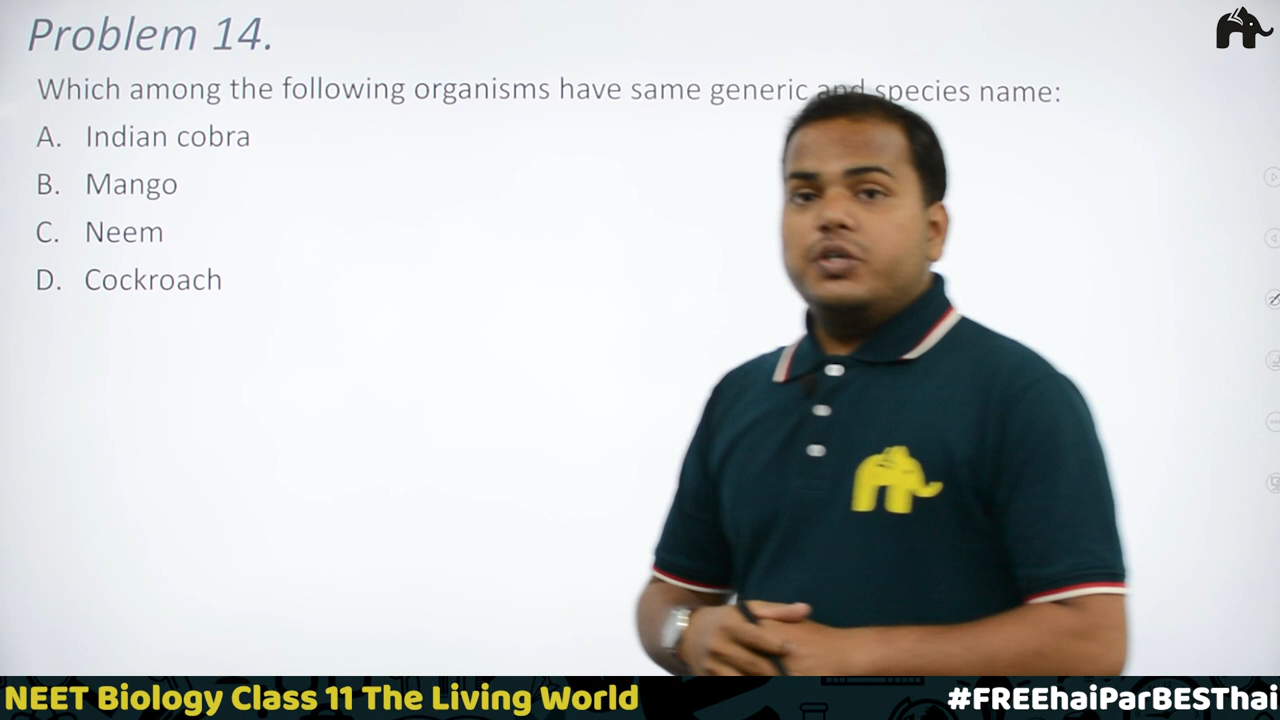 Problem 14.
Which among the following organisms have same generic and species name:
A. Indian cobra
B. Mango
C. Neem
D. Cockroach
NEET Biology Class 11 The Living World #FREEhaiParBESThai